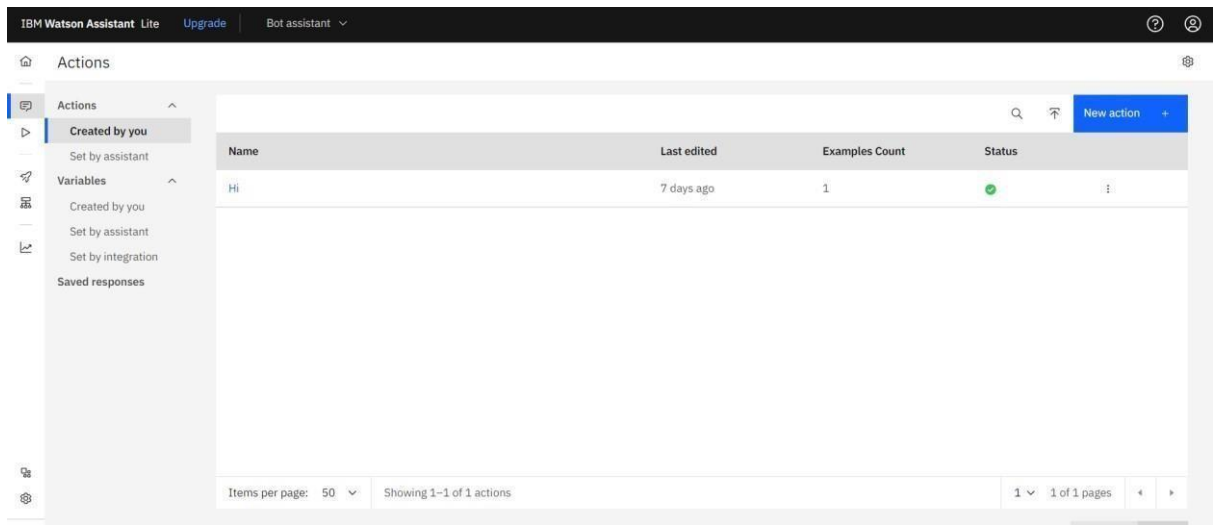 IBM Watson Assistant Lite Upgrade Bot assistant
Actions
Actions
Created by you
Set by assistant
Variables
Created by you
Set by assistant
Set by integration
Saved responses
New action +
Name Last edited Examples Count Status
Hi 7 days ago 1
Items per page: 50 Showing 1–1 of 1 actions 1 1 of 1 pages